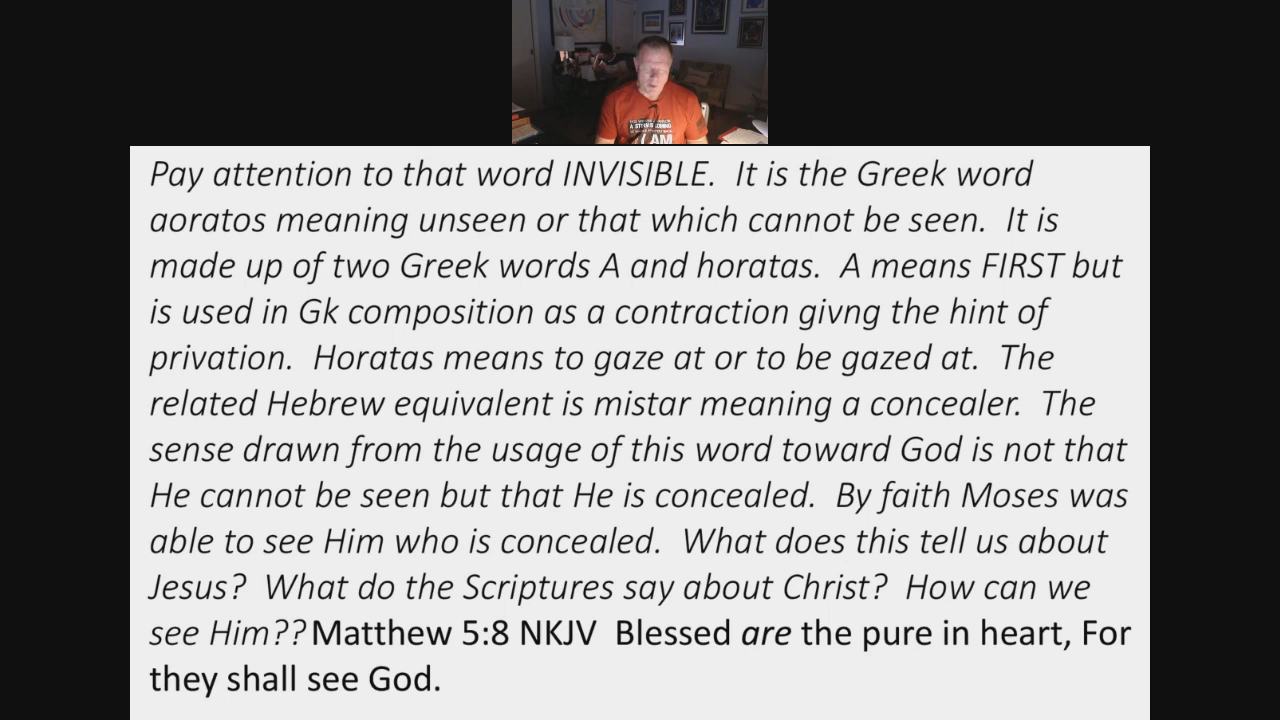 A STORM IS COMING
I AM
Pay attention to that word INVISIBLE. It is the Greek word
aoratos meaning unseen or that which cannot be seen. It is
made up of two Greek words A and horatas. A means FIRST but
is used in Gk composition as a contraction givng the hint of
privation. Horatas means to gaze at or to be gazed at. The
related Hebrew equivalent is mistar meaning a concealer. The
sense drawn from the usage of this word toward God is not that
He cannot be seen but that He is concealed. By faith Moses was
able to see Him who is concealed. What does this tell us about
Jesus? What do the Scriptures say about Christ? How can we
see Him?? Matthew 5:8 NKJV Blessed are the pure in heart, For
they shall see God.